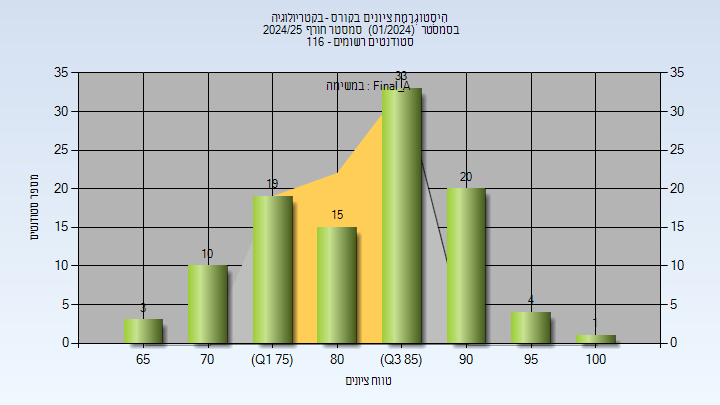 היסטוגרמת ציונים בקורס - בקטריולוגיה
בסמסטר (01/2024) סמסטר חורף 2024/25
סטודנטים רשומים - 116
במשימה : Final_A
35 35
30 30
25 25
20 20
15 15
10 10
5 5
0 0
3 10 19 15 33 20 4 1
65 70 (Q1 75) 80 (Q3 85) 90 95 100
מספר סטודנטים
טווח ציונים